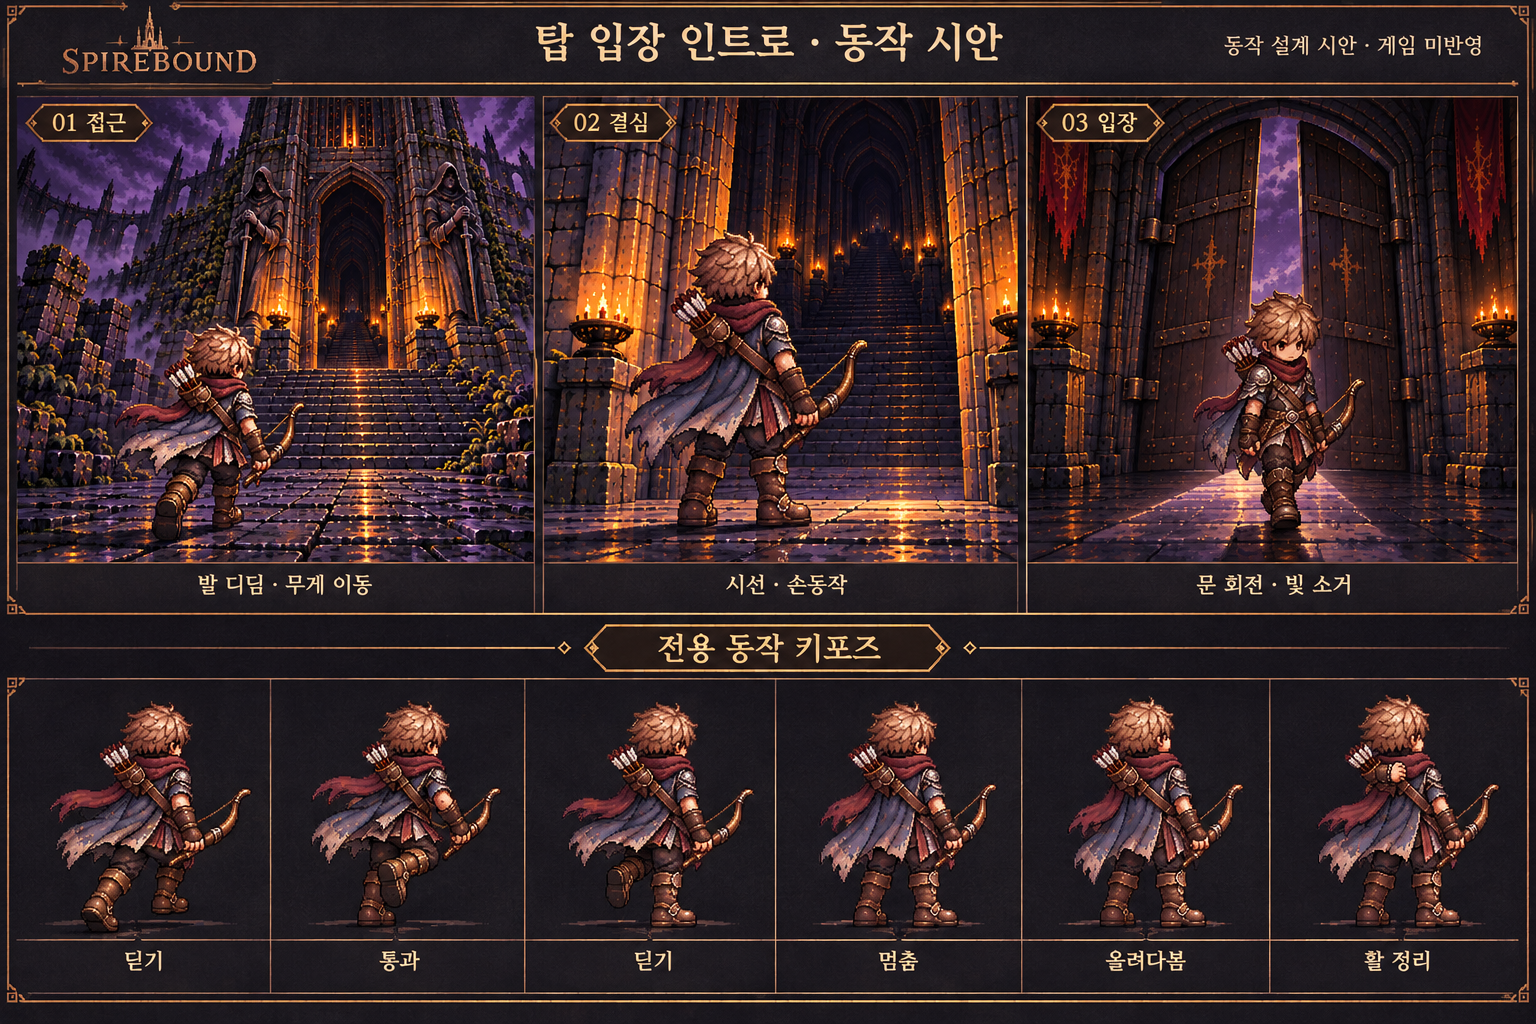 SPIREBOUND
탑 입장 인트로 · 동작 시안
동작 설계 시안 · 게임 미반영
01 접근
02 결심
03 입장
발 디딤 · 무게 이동
시선 · 손동작
문 회전 · 빛 소거
전용 동작 키포즈
딛기
통과
딛기
멈춤
올려다봄
활 정리